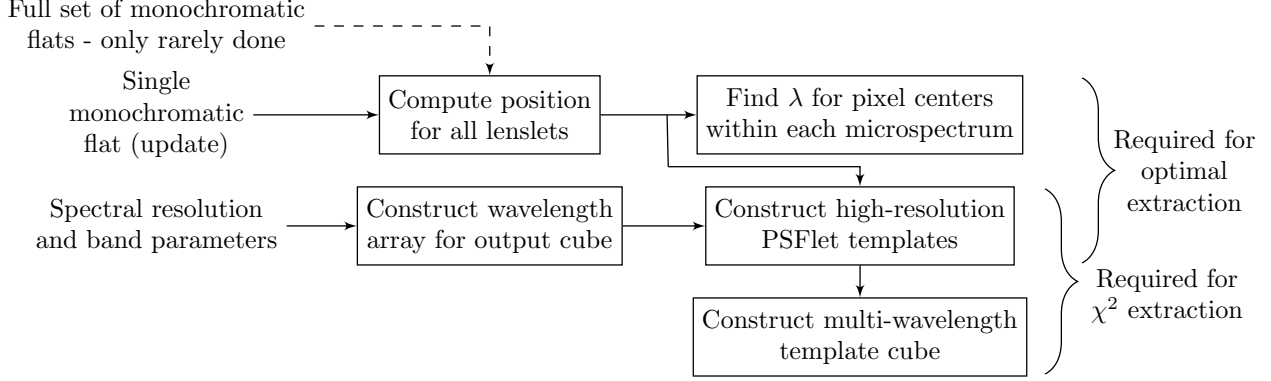 Full set of monochromatic
flats - only rarely done
Single
monochromatic
flat (update)
Compute position
for all lenslets
Find λ for pixel centers
within each microspectrum
Required for
optimal
extraction
Spectral resolution
and band parameters
Construct wavelength
array for output cube
Construct high-resolution
PSFlet templates
Required for
χ² extraction
Construct multi-wavelength
template cube